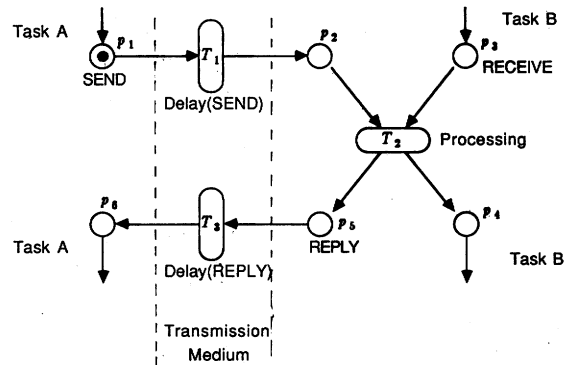 Task A
p1
T1
p2
Task B
p3
SEND
RECEIVE
Delay(SEND)
T2
Processing
p6
T3
p5
p4
Task A
REPLY
Task B
Delay(REPLY)
Transmission
Medium